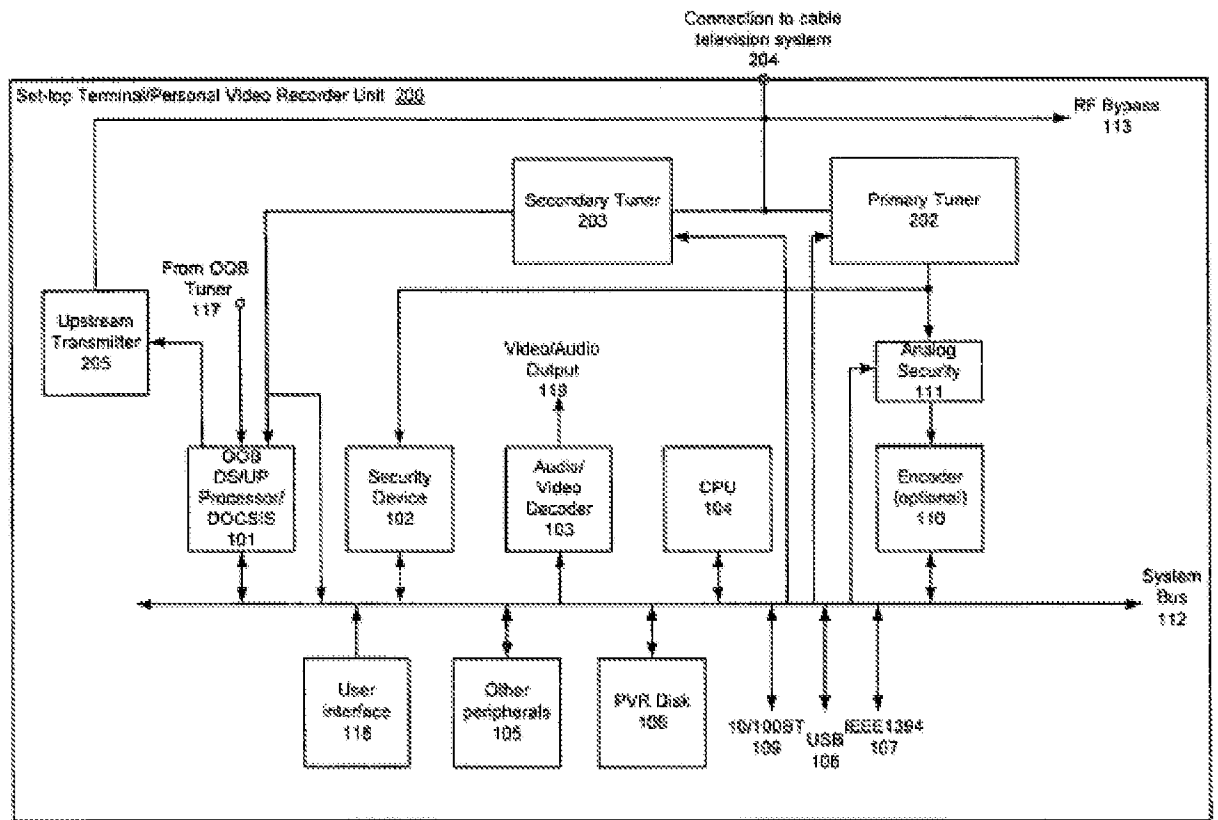 Connection to cable
television system
204
Set-top Terminal/Personal Video Recorder Unit 200
RF Bypass
113
Secondary Tuner
203
Primary Tuner
202
From OOB
Tuner
117
Upstream
Transmitter
205
Video/Audio
Output
Analog
Security
111
OOB
DS/UP
Processor/
DOCSIS
101
Security
Device
102
Audio/
Video
Decoder
103
CPU
104
Encoder
(optional)
110
System
Bus
112
User
interface
Other
peripherals
105
PVR Disk
10/100BT
109
USB
IEEE1394
107